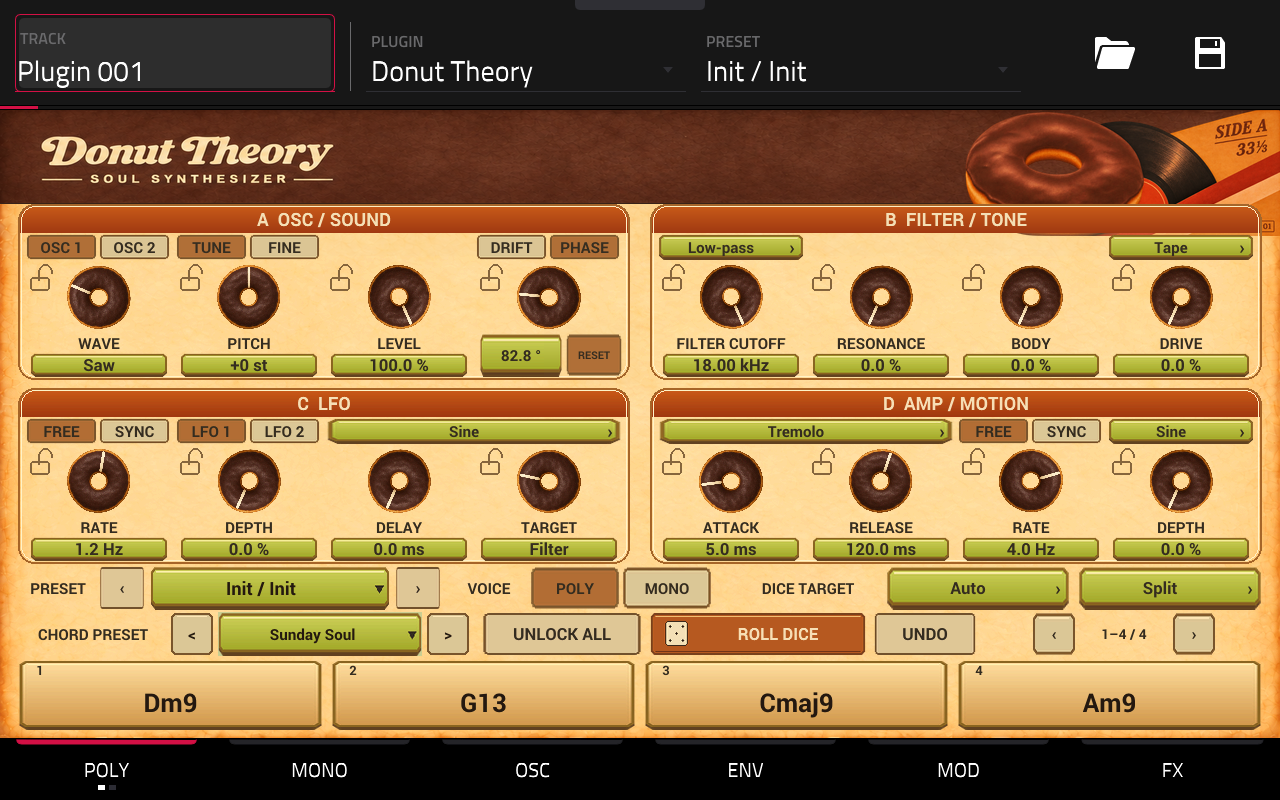 TRACK
Plugin 001
PLUGIN
Donut Theory
PRESET
Init / Init
Donut Theory
SOUL SYNTHESIZER
SIDE A
33⅓
01
A OSC / SOUND
OSC 1 OSC 2 TUNE FINE DRIFT PHASE
WAVE PITCH LEVEL
Saw +0 st 100.0 % 82.8 ° RESET
B FILTER / TONE
Low-pass › Tape ›
FILTER CUTOFF RESONANCE BODY DRIVE
18.00 kHz 0.0 % 0.0 % 0.0 %
C LFO
FREE SYNC LFO 1 LFO 2 Sine ›
RATE DEPTH DELAY TARGET
1.2 Hz 0.0 % 0.0 ms Filter
D AMP / MOTION
Tremolo › FREE SYNC Sine ›
ATTACK RELEASE RATE DEPTH
5.0 ms 120.0 ms 4.0 Hz 0.0 %
PRESET ‹ Init / Init ▾ › VOICE POLY MONO DICE TARGET Auto › Split ›
CHORD PRESET < Sunday Soul ▾ > UNLOCK ALL ROLL DICE UNDO ‹ 1–4 / 4 ›
1 2 3 4
Dm9 G13 Cmaj9 Am9
POLY MONO OSC ENV MOD FX